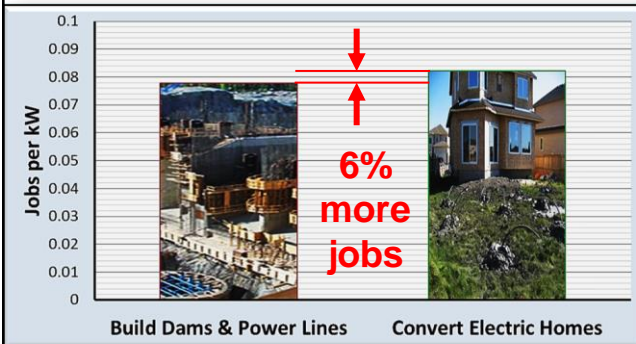 0.1
0.09
0.08
0.07
0.06
0.05
0.04
0.03
0.02
0.01
0
Jobs per kW
6%
more
jobs
Build Dams & Power Lines
Convert Electric Homes